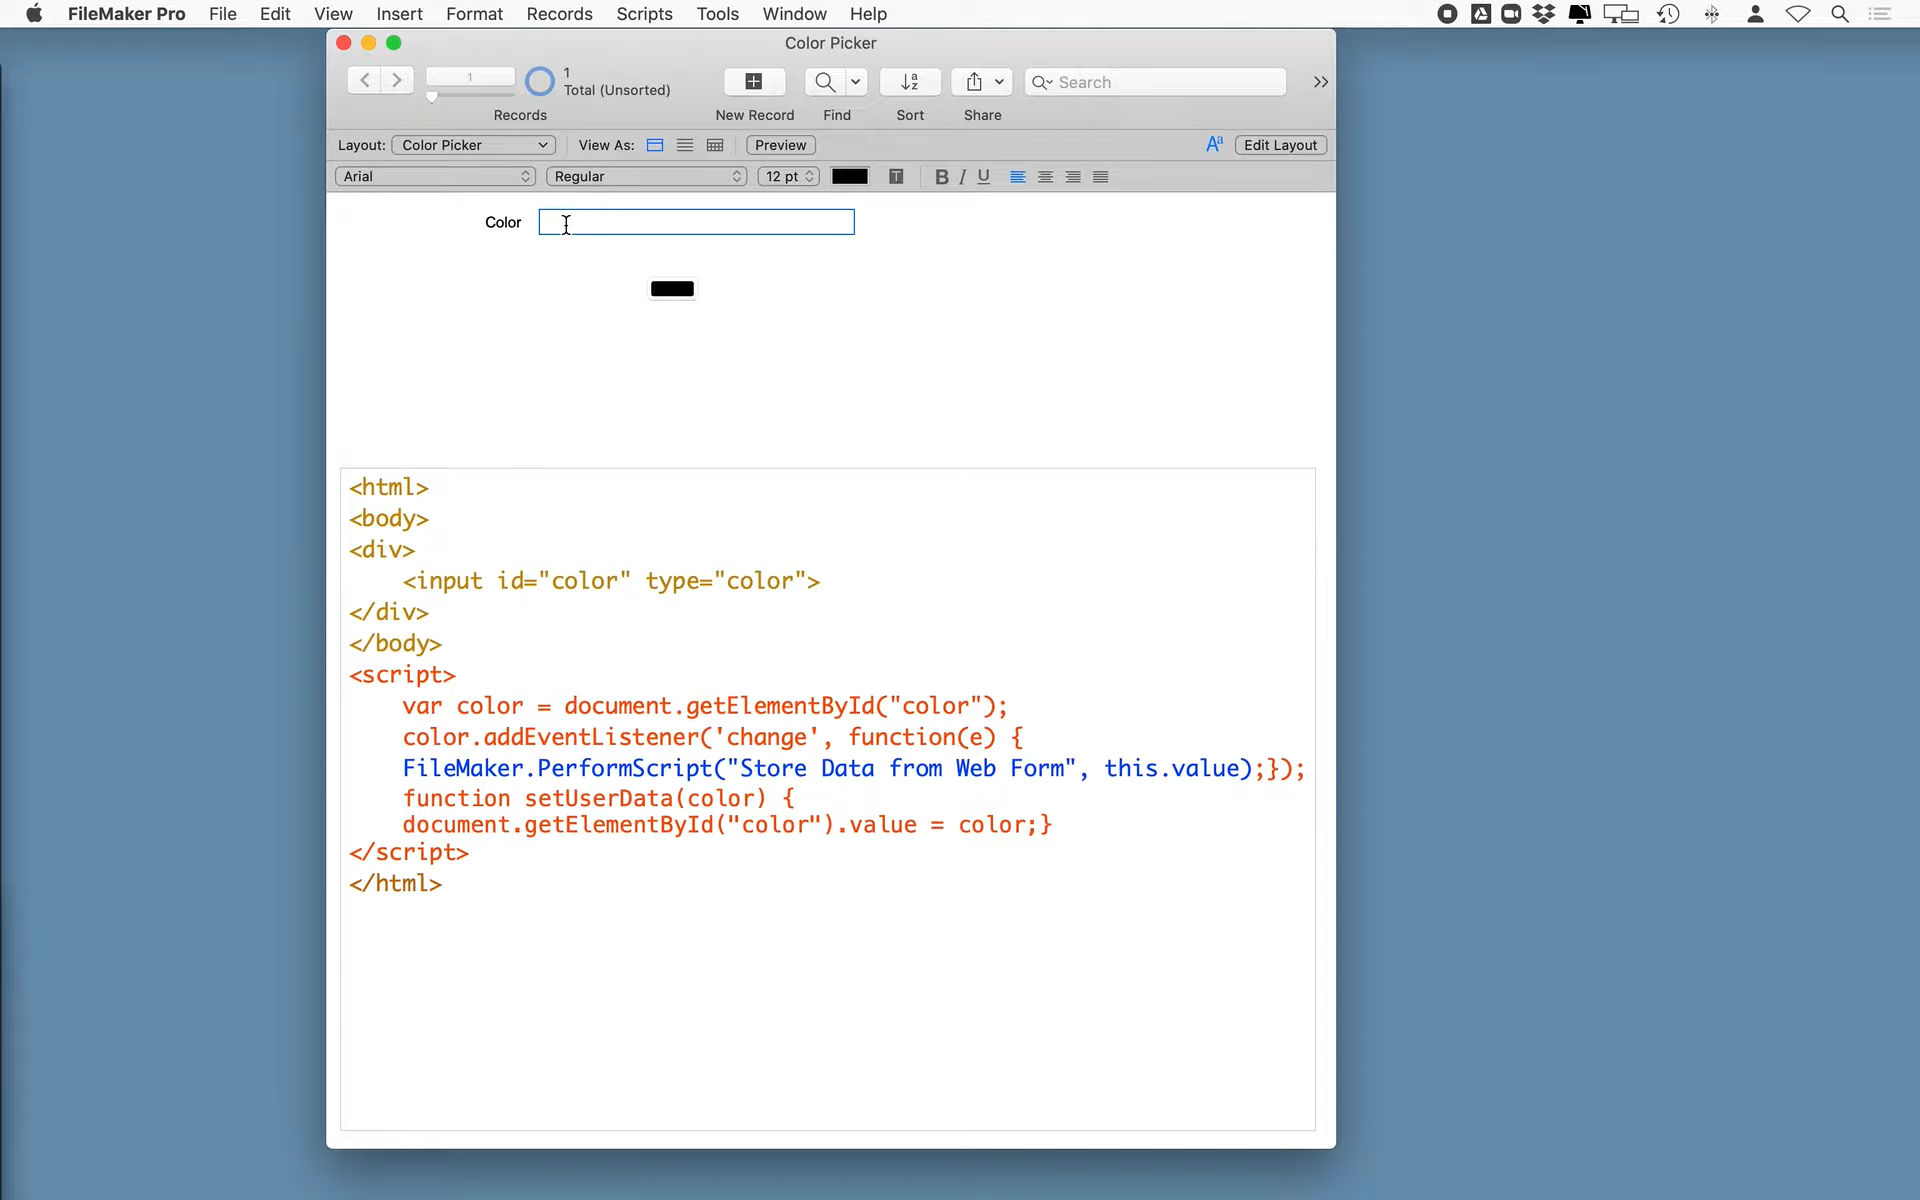 FileMaker Pro File Edit View Insert Format Records Scripts Tools Window Help
Color Picker
1
1
Total (Unsorted)
Search
Records New Record Find Sort Share
Layout: Color Picker View As: Preview Aa Edit Layout
Arial Regular 12 pt T B I U
Color
<html>
<body>
<div>
<input id="color" type="color">
</div>
</body>
<script>
var color = document.getElementById("color");
color.addEventListener('change', function(e) {
FileMaker.PerformScript("Store Data from Web Form", this.value);});
function setUserData(color) {
document.getElementById("color").value = color;}
</script>
</html>